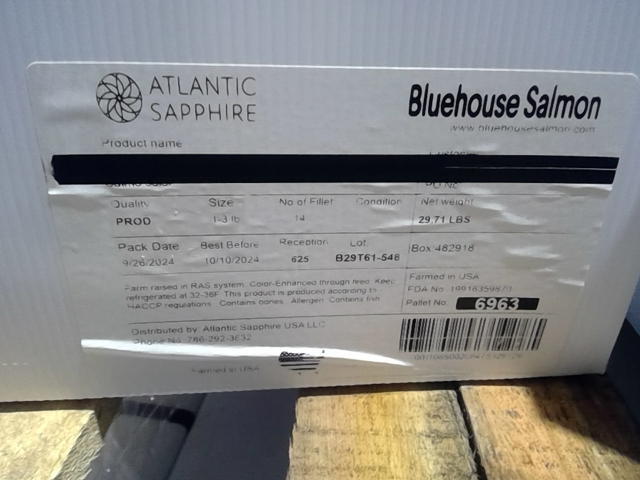 ATLANTIC
SAPPHIRE
Bluehouse Salmon
www.bluehousesalmon.com
Product name
Quality Size No of Fillet Condition Net weight
PROD 1-3 lb 14 29.71 LBS
Pack Date Best Before Reception Lot
9/26/2024 10/10/2024 625 B29T61-548 Box 482918
Farm raised in RAS system. Color-Enhanced through feed. Keep
refrigerated at 32-36F. This product is produced according to
HACCP regulations. Contains bones. Allergen: Contains fish
Farmed in USA
FDA No.
Pallet No. 6963
Distributed by: Atlantic Sapphire USA LLC
Phone No. 786-292-3632
Farmed in USA